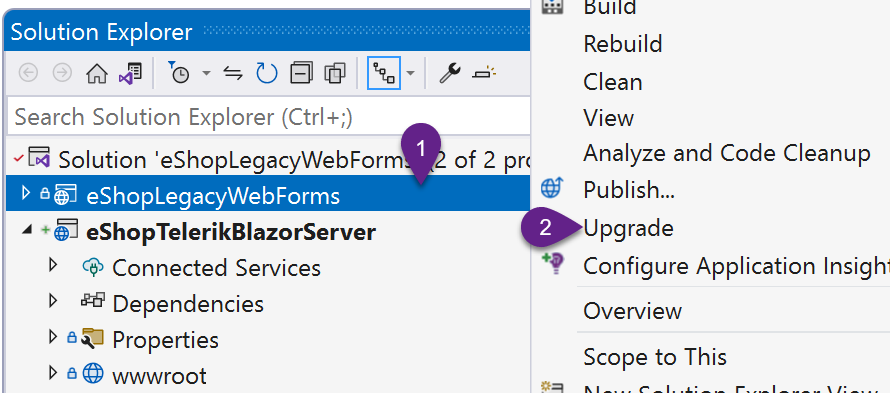 Solution Explorer
Search Solution Explorer (Ctrl+;)
1
Solution 'eShopLegacyWebForms' (2 of 2 pro
eShopLegacyWebForms
eShopTelerikBlazorServer
Connected Services
Dependencies
Properties
wwwroot
Build
Rebuild
Clean
View
Analyze and Code Cleanup
Publish...
2 Upgrade
Configure Application Insight
Overview
Scope to This
New Solution Explorer View